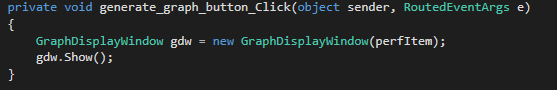 private void generate_graph_button_Click(object sender, RoutedEventArgs e)
{
    GraphDisplayWindow gdw = new GraphDisplayWindow(perfItem);
    gdw.Show();
}